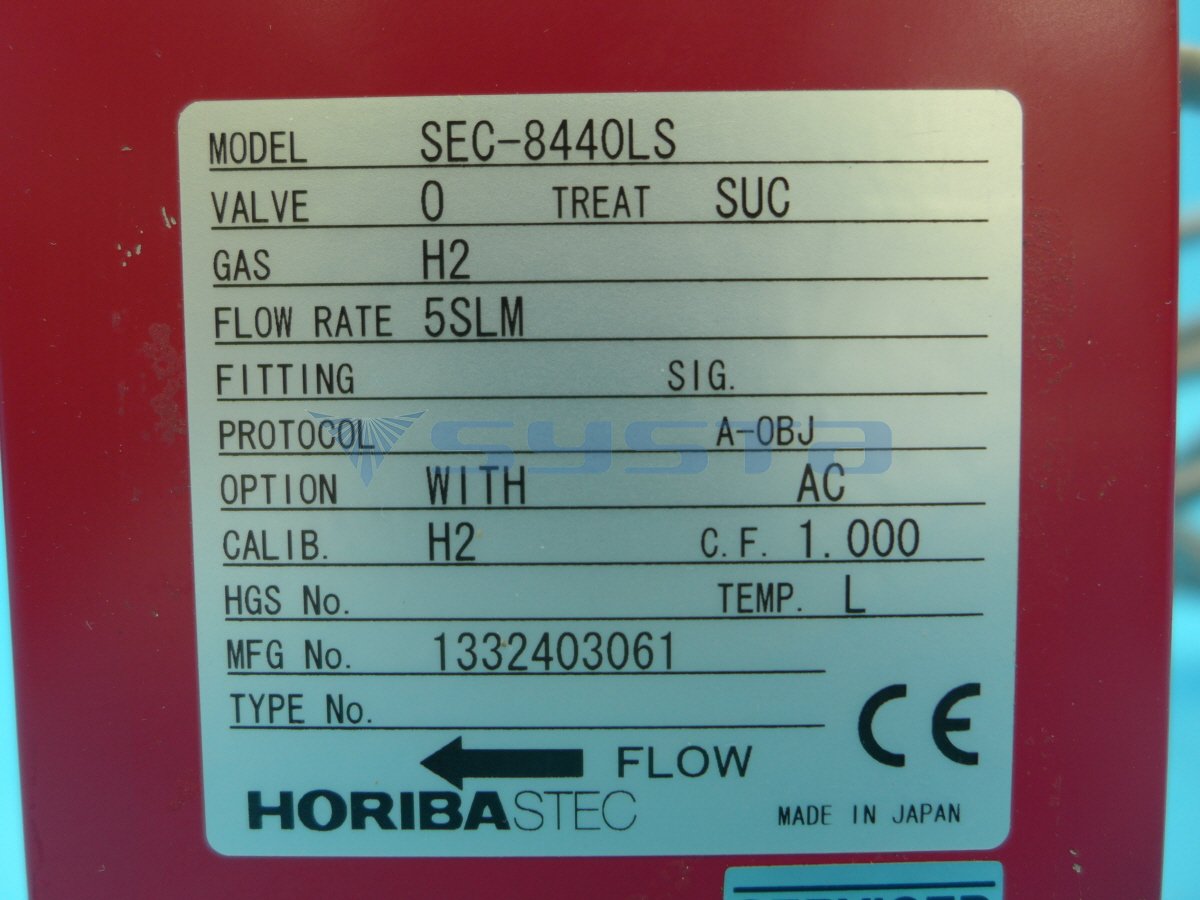 MODEL SEC-8440LS
VALVE O TREAT SUC
GAS H2
FLOW RATE 5SLM
FITTING SIG.
PROTOCOL A-OBJ
SYSTA
OPTION WITH AC
CALIB. H2 C.F. 1.000
HGS No. TEMP. L
MFG No. 1332403061
TYPE No.
CE
FLOW
HORIBASTEC
MADE IN JAPAN